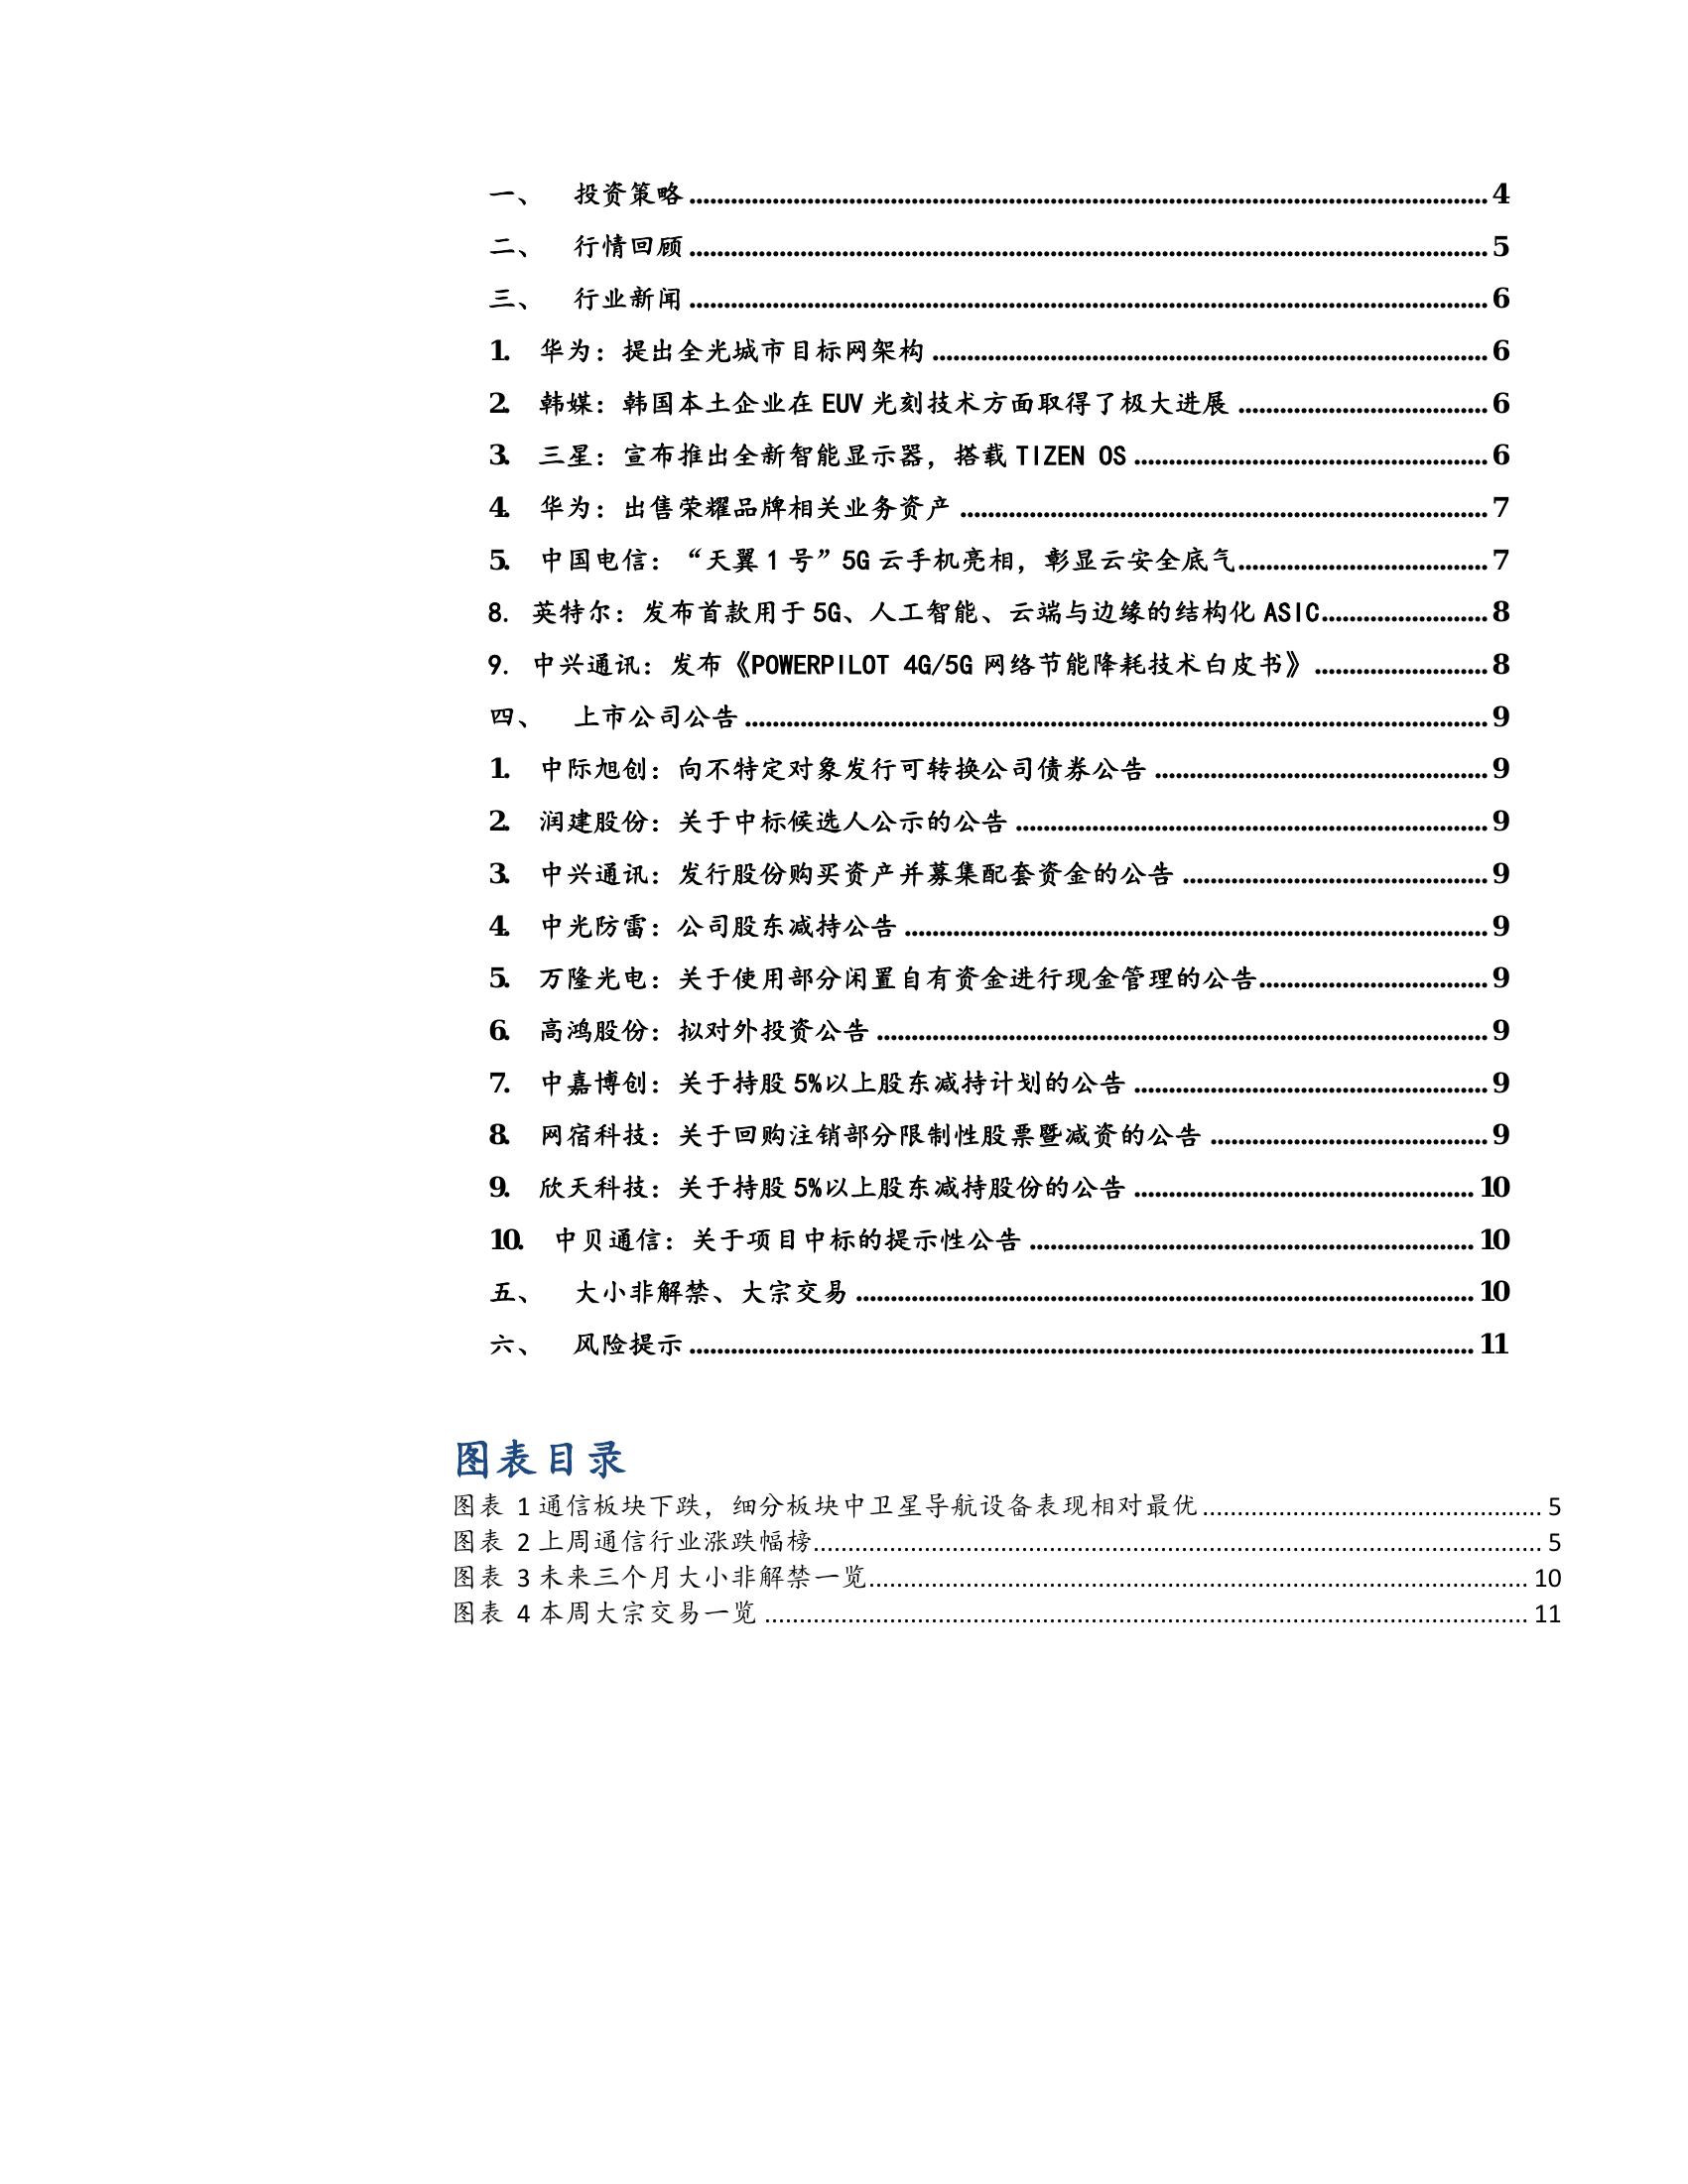 一、 投资策略 4
二、 行情回顾 5
三、 行业新闻 6
1. 华为：提出全光城市目标网架构 6
2. 韩媒：韩国本土企业在 EUV 光刻技术方面取得了极大进展 6
3. 三星：宣布推出全新智能显示器，搭载 TIZEN OS 6
4. 华为：出售荣耀品牌相关业务资产 7
5. 中国电信：“天翼 1 号”5G 云手机亮相，彰显云安全底气 7
8. 英特尔：发布首款用于 5G、人工智能、云端与边缘的结构化 ASIC 8
9. 中兴通讯：发布《POWERPILOT 4G/5G 网络节能降耗技术白皮书》 8
四、 上市公司公告 9
1. 中际旭创：向不特定对象发行可转换公司债券公告 9
2. 润建股份：关于中标候选人公示的公告 9
3. 中兴通讯：发行股份购买资产并募集配套资金的公告 9
4. 中光防雷：公司股东减持公告 9
5. 万隆光电：关于使用部分闲置自有资金进行现金管理的公告 9
6. 高鸿股份：拟对外投资公告 9
7. 中嘉博创：关于持股 5%以上股东减持计划的公告 9
8. 网宿科技：关于回购注销部分限制性股票暨减资的公告 9
9. 欣天科技：关于持股 5%以上股东减持股份的公告 10
10. 中贝通信：关于项目中标的提示性公告 10
五、 大小非解禁、大宗交易 10
六、 风险提示 11
图表目录
图表 1 通信板块下跌，细分板块中卫星导航设备表现相对最优 5
图表 2 上周通信行业涨跌幅榜 5
图表 3 未来三个月大小非解禁一览 10
图表 4 本周大宗交易一览 11